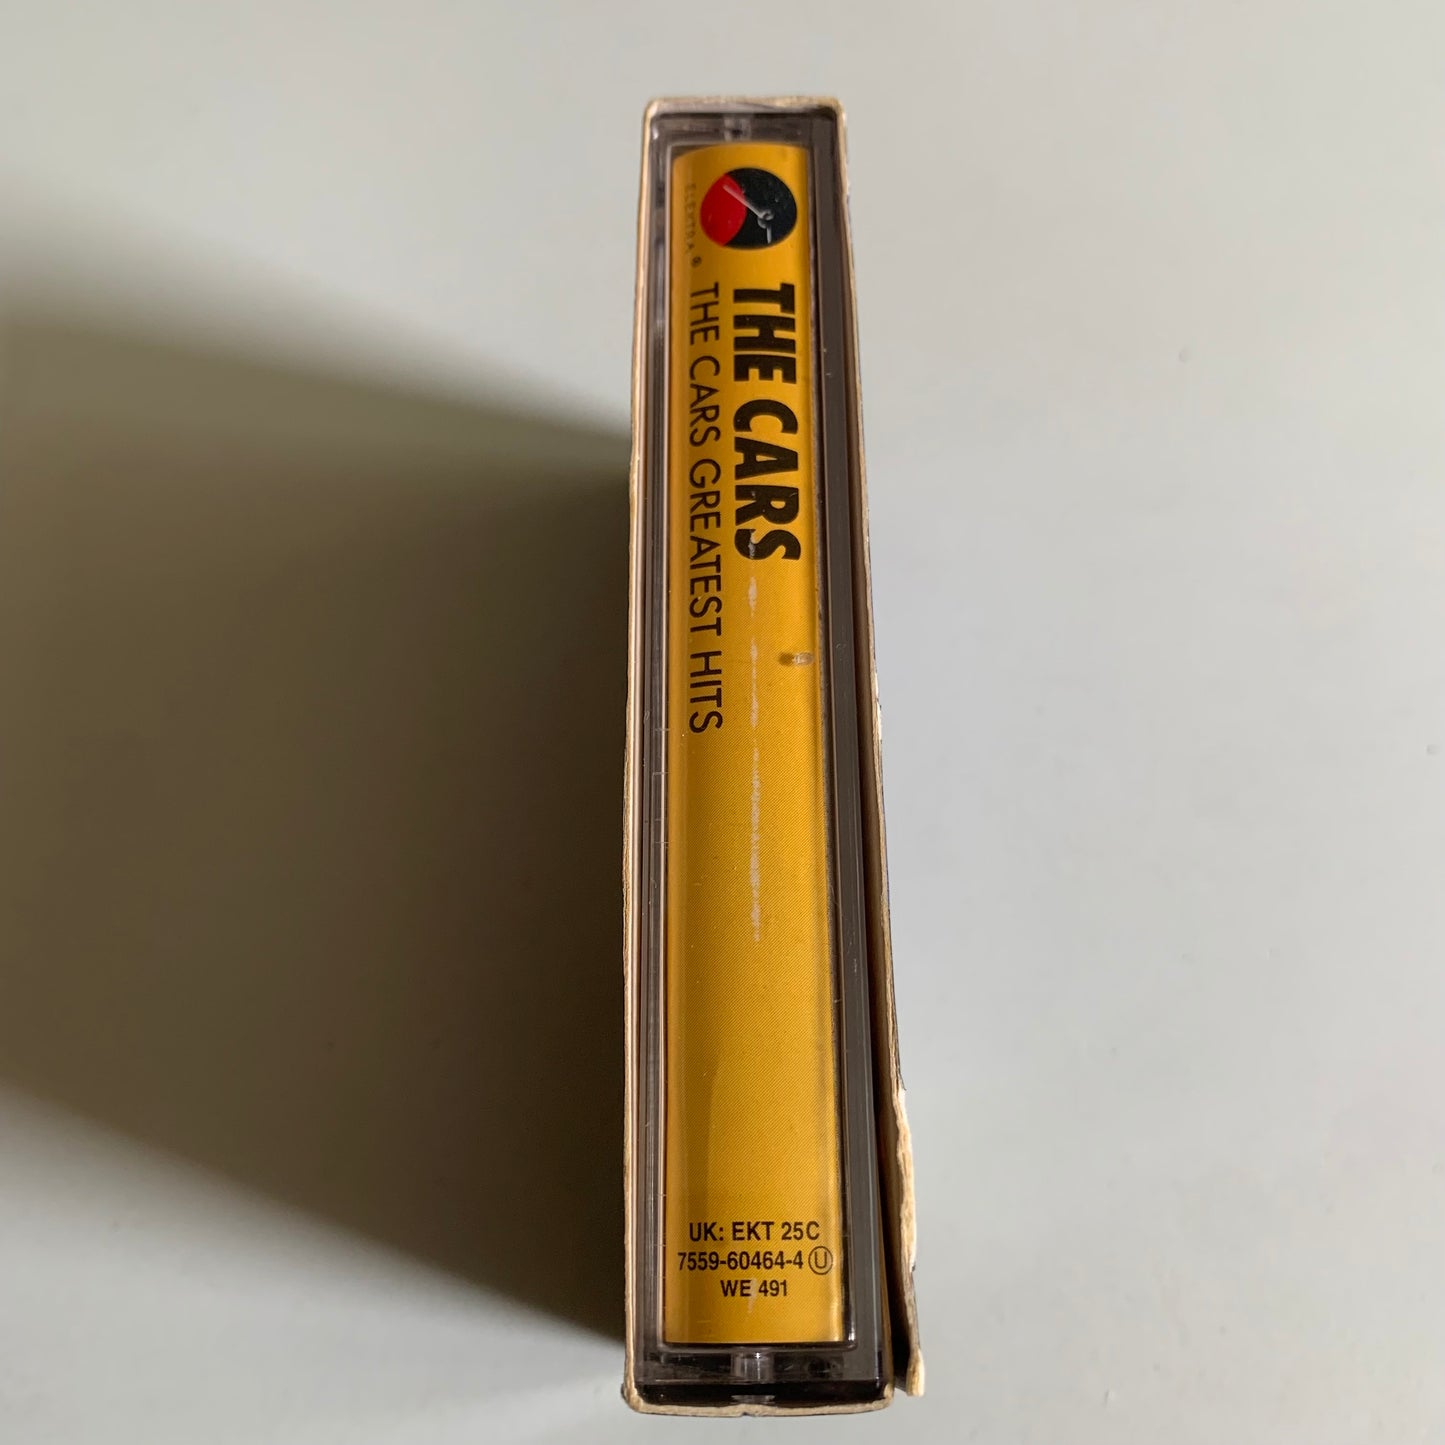 ELEKTRA ®
THE CARS
THE CARS GREATEST HITS
UK: EKT 25C
7559-60464-4 Ⓤ
WE 491